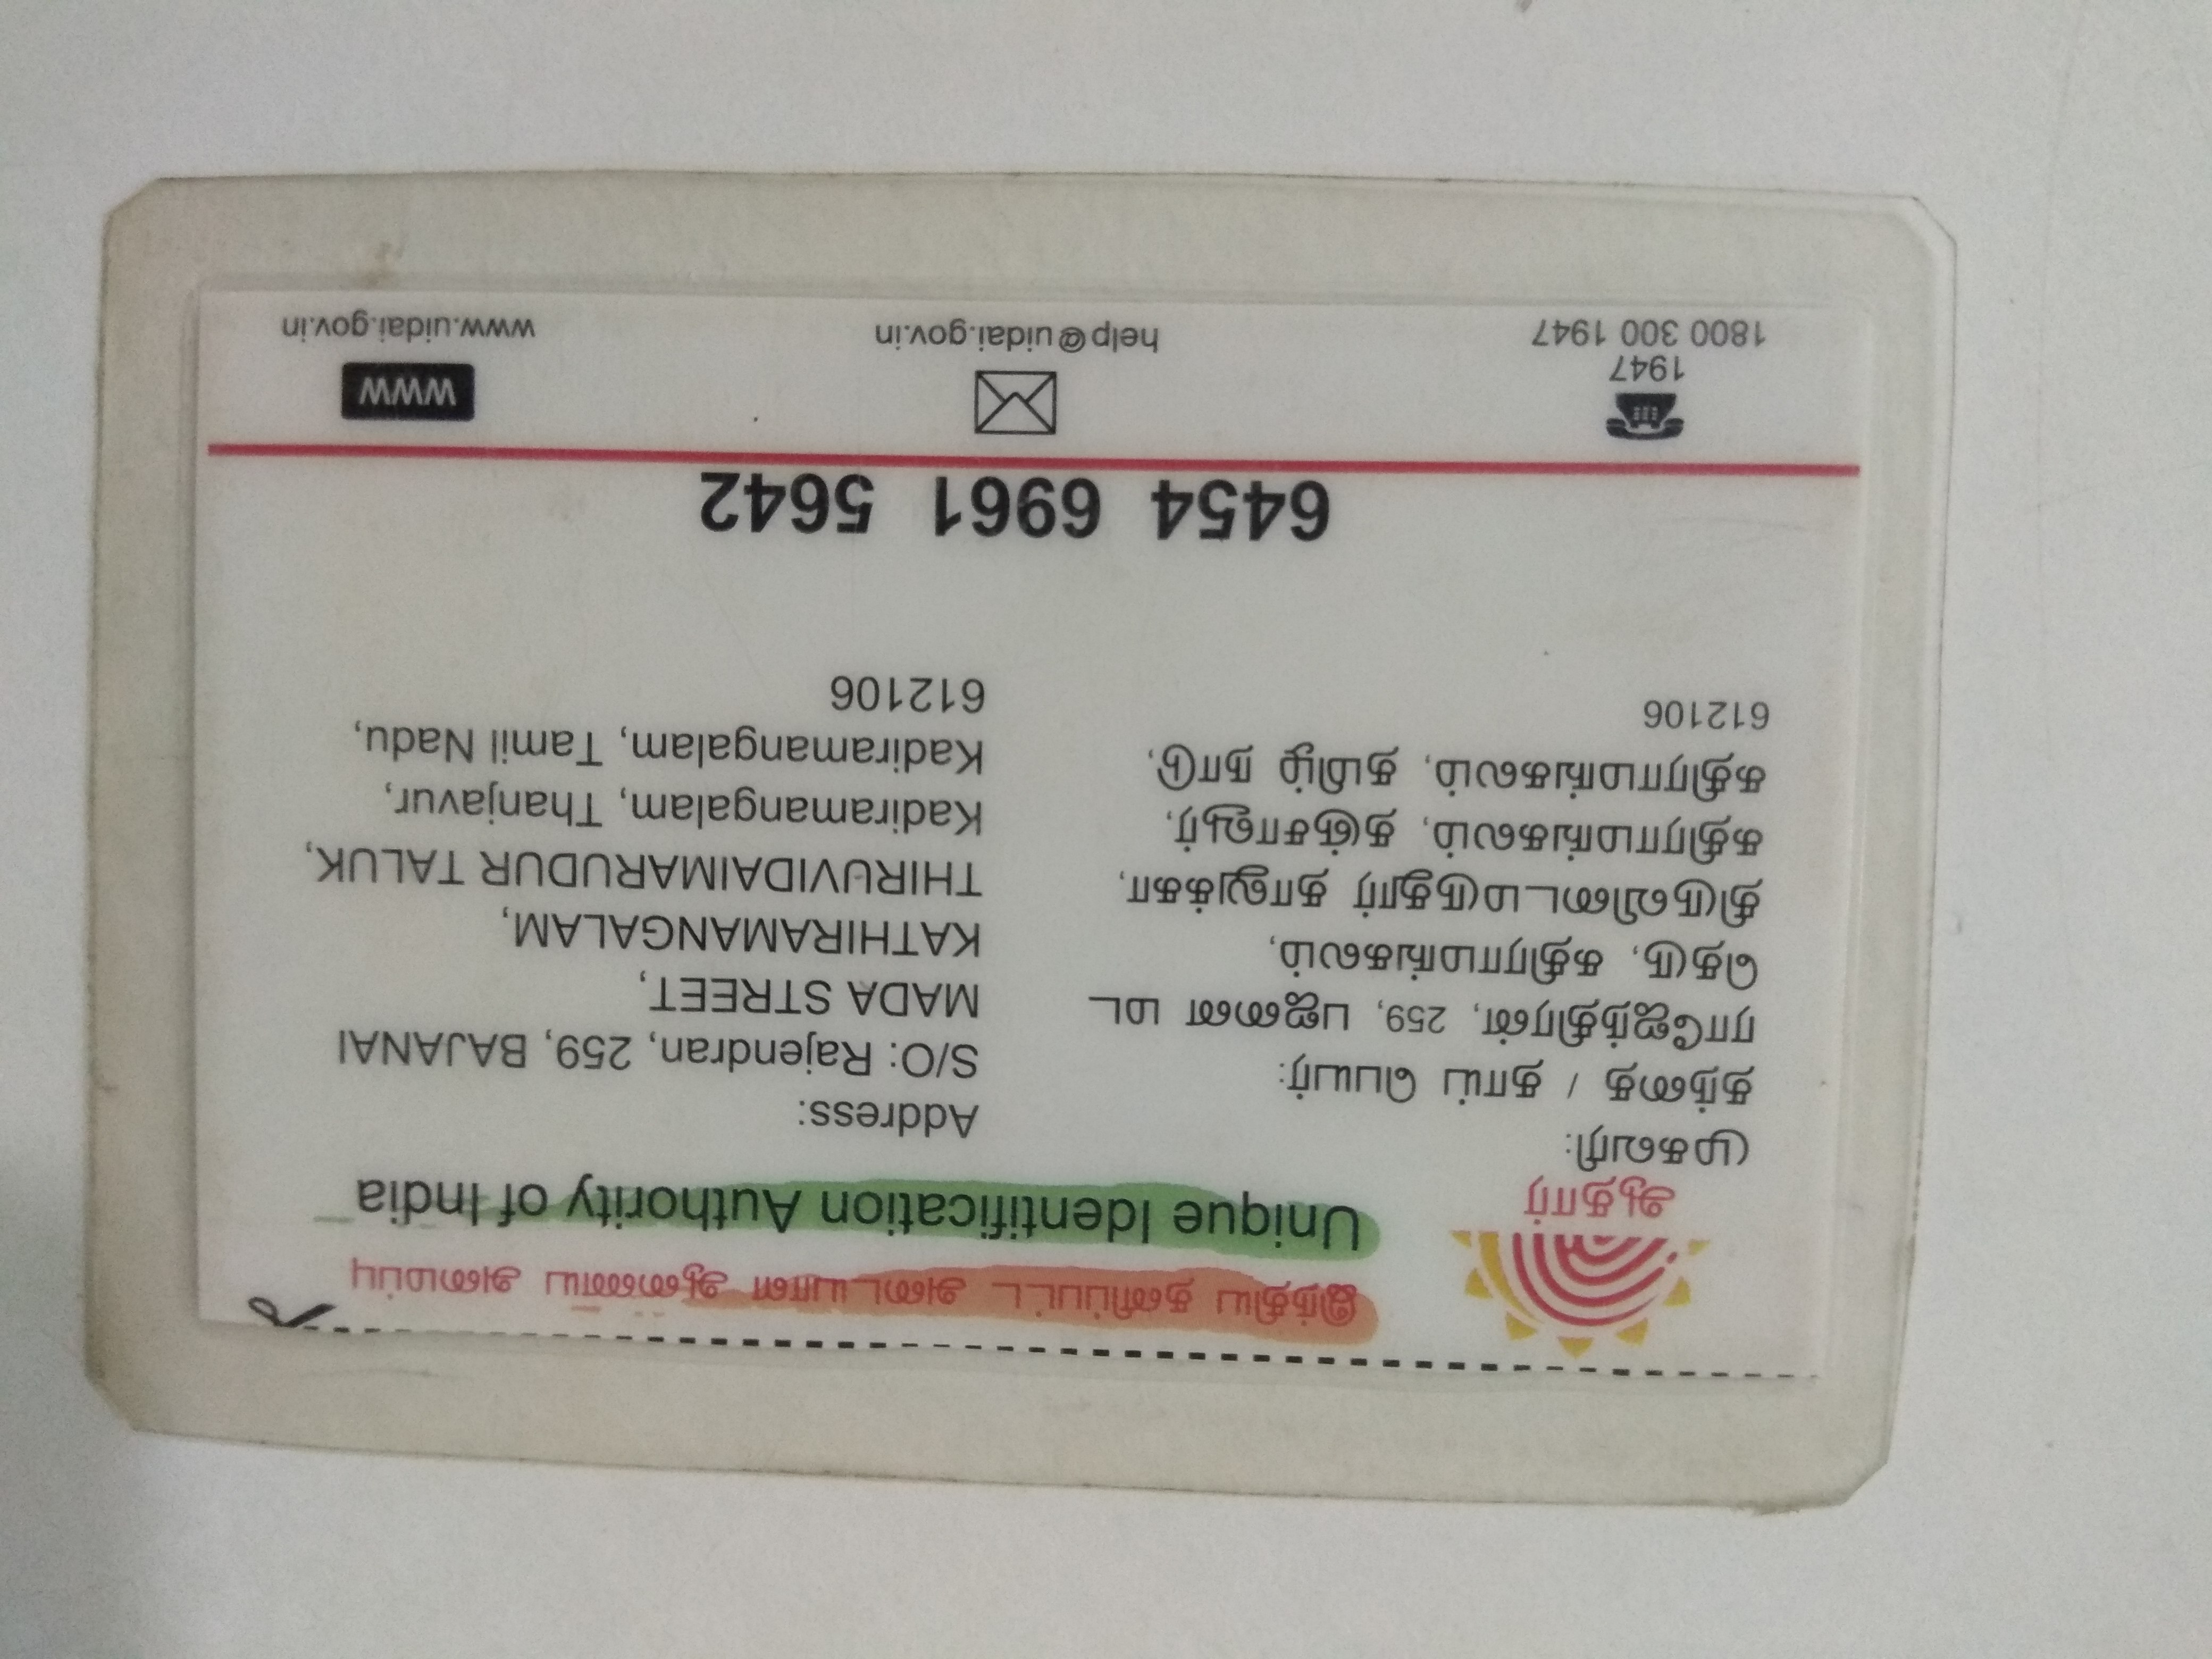 இந்திய தனிப்பட்ட அடையாள ஆணைய அமைப்பு
Unique Identification Authority of India
ஆதார்
முகவரி:
தந்தை / தாய் பெயர்:
ராஜேந்திரன், 259, பஜனை மட
தெரு, கதிராமங்கலம்,
திருவிடைமருதூர் தாலுக்கா,
கதிராமங்கலம், தஞ்சாவூர்,
கதிராமங்கலம், தமிழ் நாடு,
612106
Address:
S/O: Rajendran, 259, BAJANAI
MADA STREET,
KATHIRAMANGALAM,
THIRUVIDAIMARUDUR TALUK,
Kadiramangalam, Thanjavur,
Kadiramangalam, Tamil Nadu,
612106
6454 6961 5642
1947
1800 300 1947
help@uidai.gov.in
WWW
www.uidai.gov.in